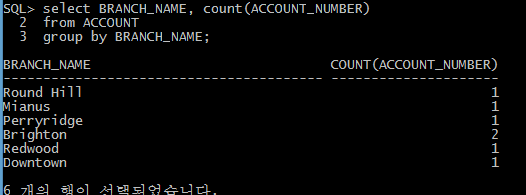 SQL> select BRANCH_NAME, count(ACCOUNT_NUMBER)
2 from ACCOUNT
3 group by BRANCH_NAME;
BRANCH_NAME COUNT(ACCOUNT_NUMBER)
---------------------------------------- ---------------------
Round Hill 1
Mianus 1
Perryridge 1
Brighton 2
Redwood 1
Downtown 1
6 개의 행이 선택되었습니다.